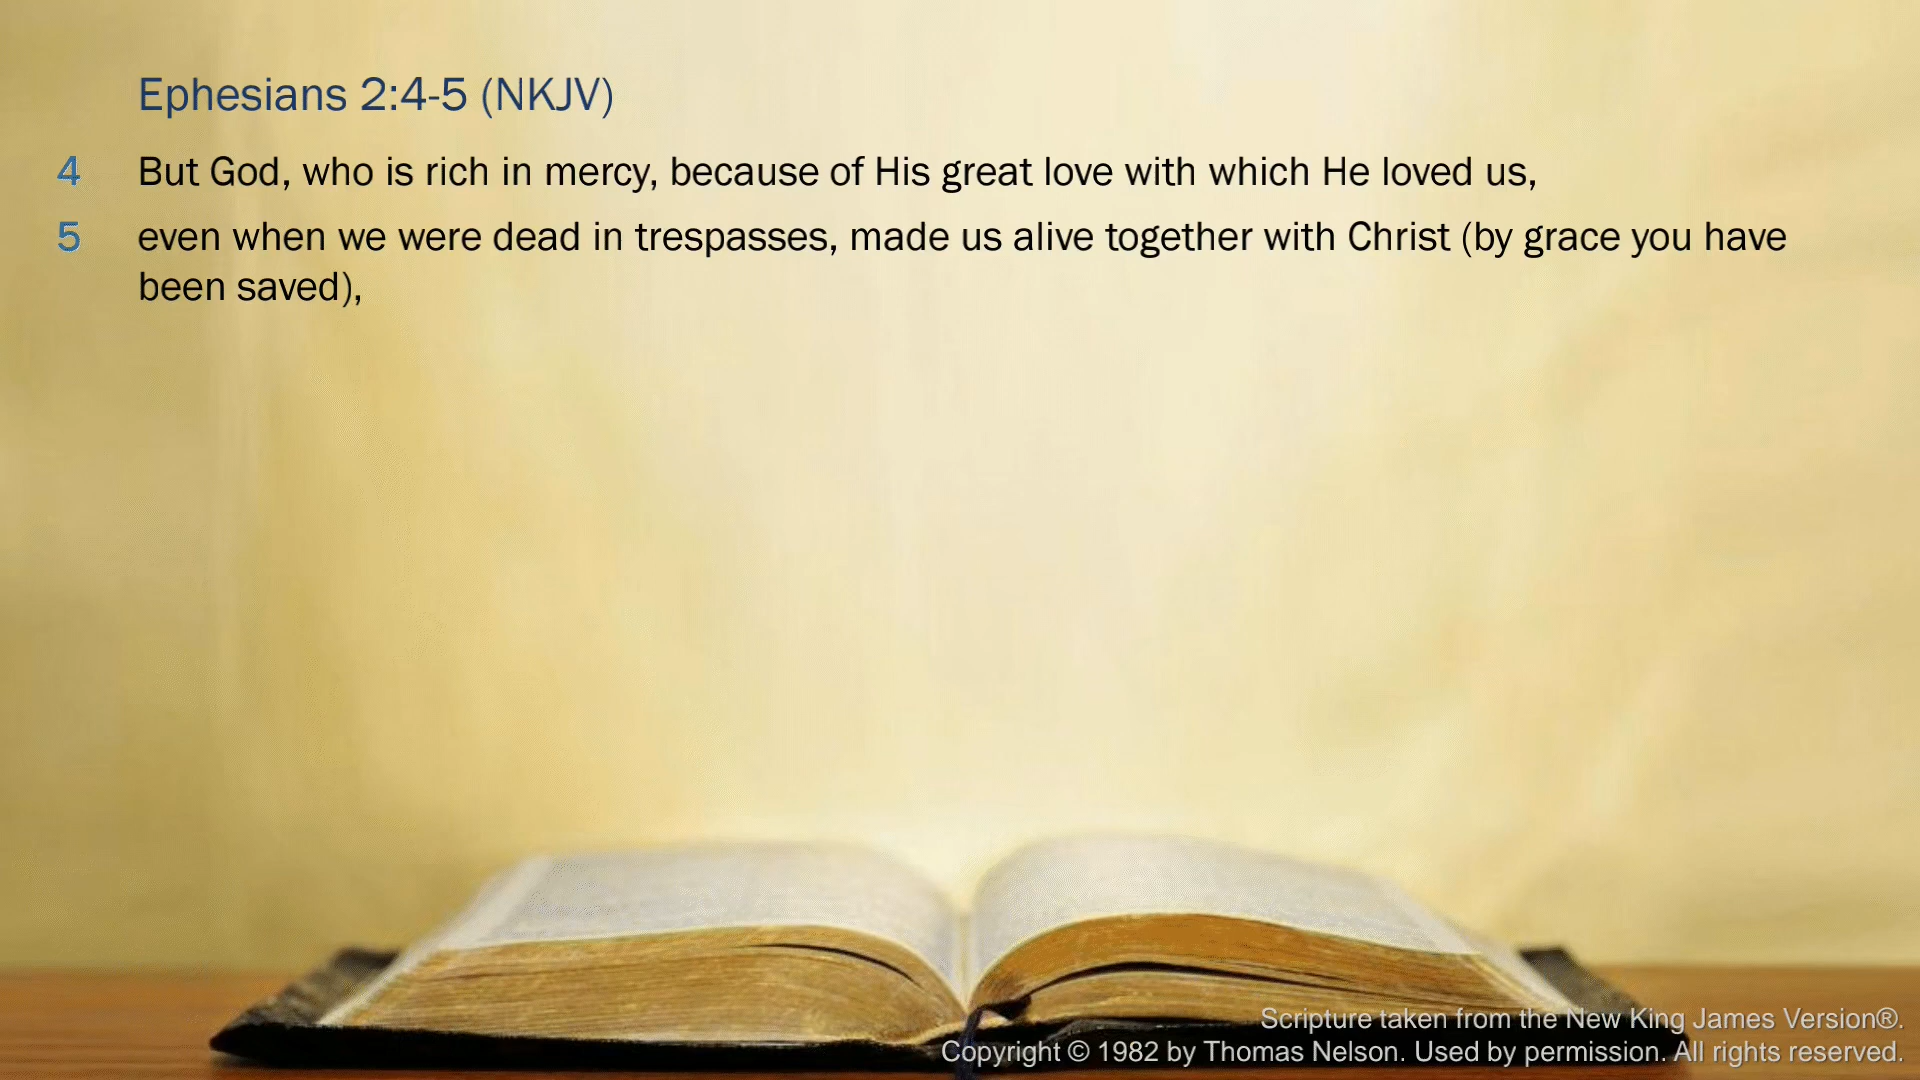 Ephesians 2:4-5 (NKJV)
4 But God, who is rich in mercy, because of His great love with which He loved us,
5 even when we were dead in trespasses, made us alive together with Christ (by grace you have
been saved),
Scripture taken from the New King James Version®.
Copyright © 1982 by Thomas Nelson. Used by permission. All rights reserved.